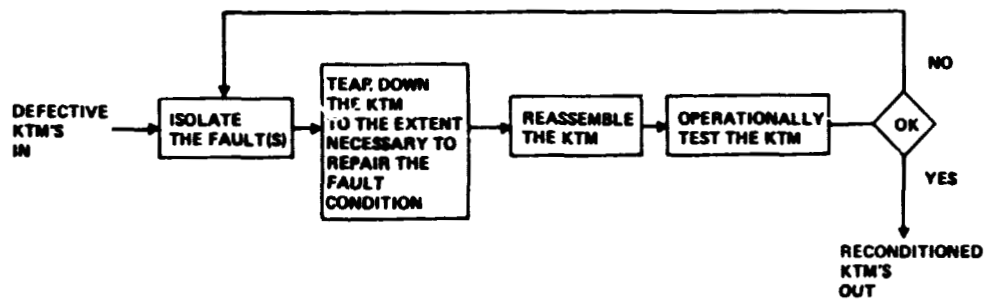 DEFECTIVE
KTM'S
IN
ISOLATE
THE FAULT(S)
TEAR DOWN
THE KTM
TO THE EXTENT
NECESSARY TO
REPAIR THE
FAULT
CONDITION
REASSEMBLE
THE KTM
OPERATIONALLY
TEST THE KTM
OK
NO
YES
RECONDITIONED
KTM'S
OUT